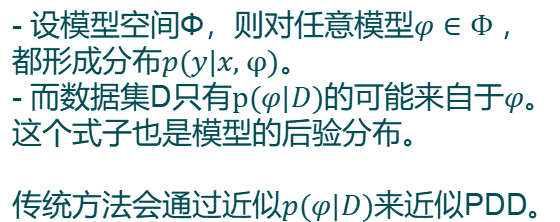 - 设模型空间Φ，则对任意模型𝜑 ∈ Φ，
都形成分布𝑝(𝑦|𝑥, φ)。
- 而数据集D只有p(𝜑|𝐷)的可能来自于𝜑。
这个式子也是模型的后验分布。
传统方法会通过近似𝑝(𝜑|𝐷)来近似PDD。